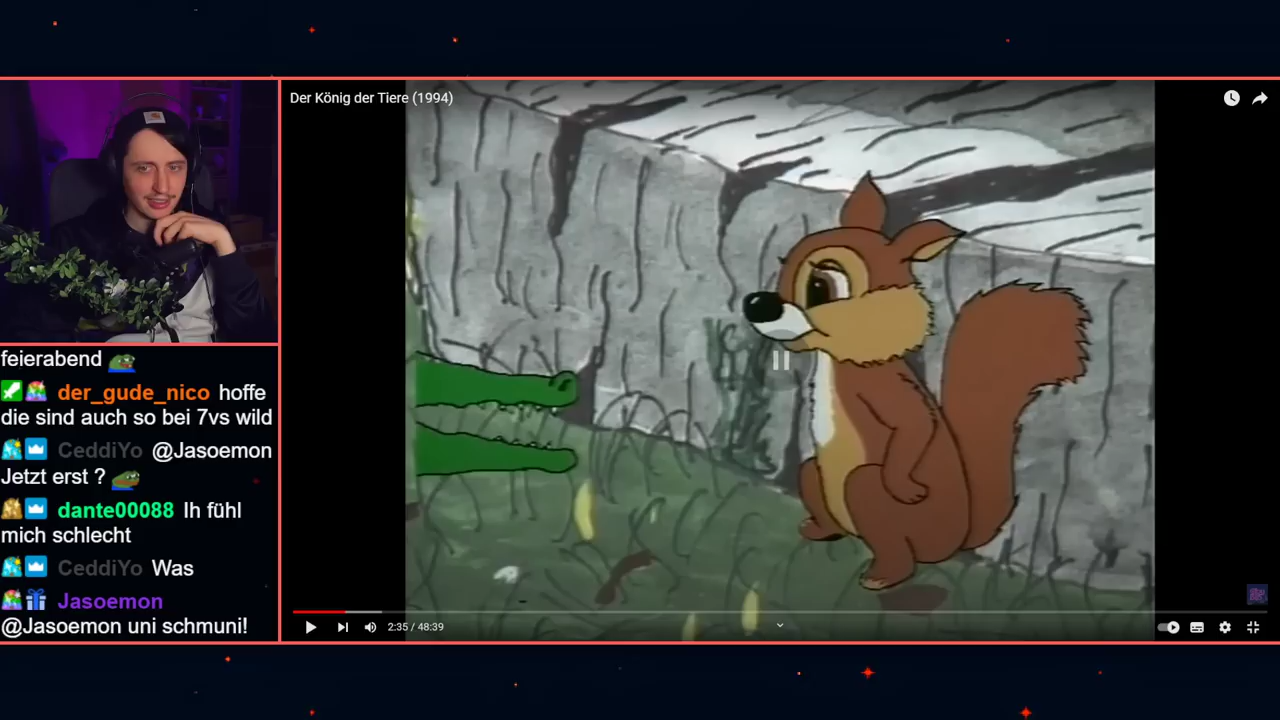 Der König der Tiere (1994)
feierabend
der_gude_nico hoffe
die sind auch so bei 7vs wild
CeddiYo @Jasoemon
Jetzt erst ?
dante00088 Ih fühl
mich schlecht
CeddiYo Was
Jasoemon
@Jasoemon uni schmuni!
2:35 / 48:39